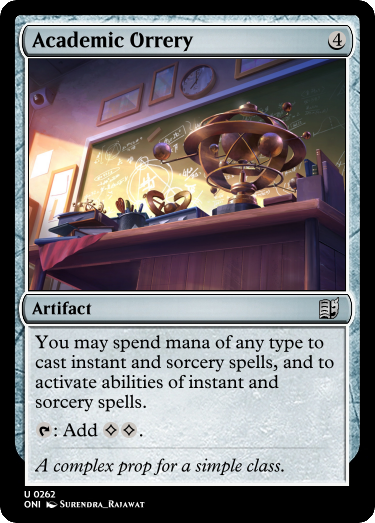 Academic Orrery 4
Artifact
You may spend mana of any type to
cast instant and sorcery spells, and to
activate abilities of instant and
sorcery spells.
: Add .
A complex prop for a simple class.
U 0262
ONI Surendra_Rajawat